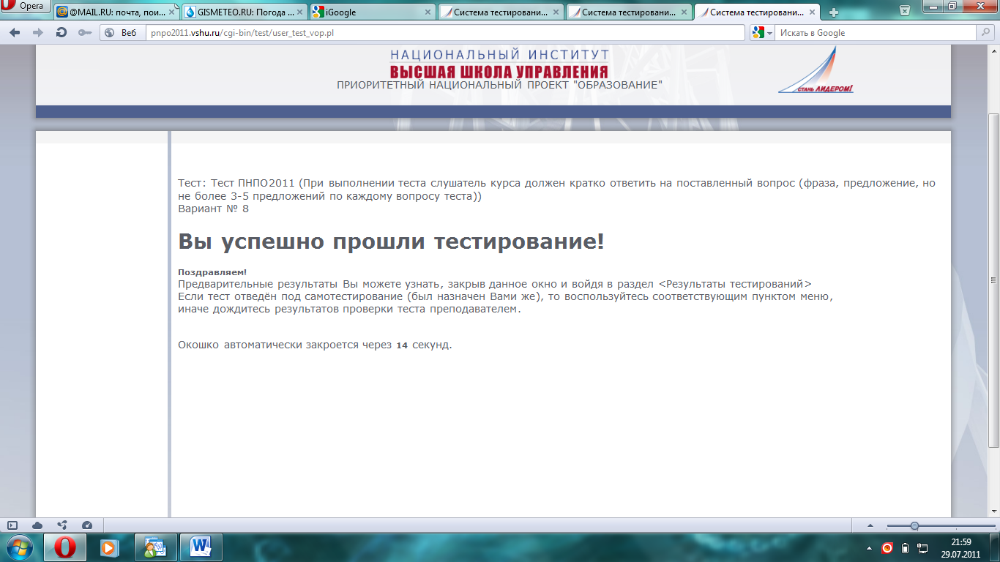 Opera
@MAIL.RU: почта, пои...
GISMETEO.RU: Погода ...
iGoogle
Система тестировани...
Система тестировани...
Система тестировани...
Веб
pnpo2011.vshu.ru/cgi-bin/test/user_test_vop.pl
Искать в Google
НАЦИОНАЛЬНЫЙ ИНСТИТУТ
ВЫСШАЯ ШКОЛА УПРАВЛЕНИЯ
ПРИОРИТЕТНЫЙ НАЦИОНАЛЬНЫЙ ПРОЕКТ "ОБРАЗОВАНИЕ"
СТАНЬ ЛИДЕРОМ!
Тест: Тест ПНПО2011 (При выполнении теста слушатель курса должен кратко ответить на поставленный вопрос (фраза, предложение, но
не более 3-5 предложений по каждому вопросу теста))
Вариант № 8
Вы успешно прошли тестирование!
Поздравляем!
Предварительные результаты Вы можете узнать, закрыв данное окно и войдя в раздел <Результаты тестирований>
Если тест отведён под самотестирование (был назначен Вами же), то воспользуйтесь соответствующим пунктом меню,
иначе дождитесь результатов проверки теста преподавателем.
Окошко автоматически закроется через 14 секунд.
21:59
29.07.2011